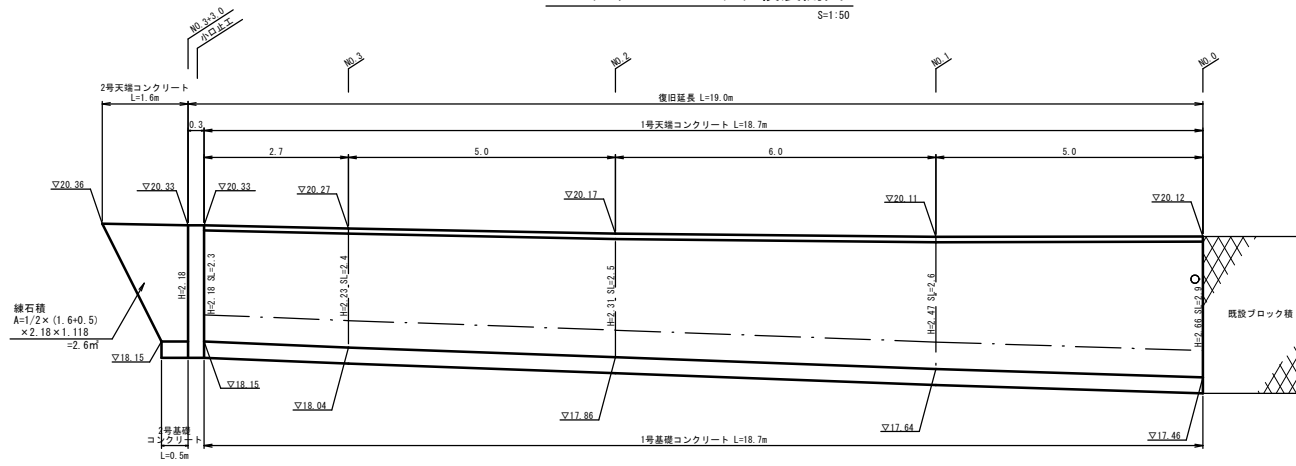 S=1:50
NO.3+3.0
小口止工
NO.3
NO.2
NO.1
NO.0
2号天端コンクリート
L=1.6m
復旧延長 L=19.0m
0.3
1号天端コンクリート L=18.7m
2.7
5.0
6.0
5.0
▽20.36
▽20.33
▽20.33
▽20.27
▽20.17
▽20.11
▽20.12
H=2.18
H=2.18 SL=2.3
H=2.23 SL=2.4
H=2.31 SL=2.5
H=2.47 SL=2.6
H=2.66 SL=2.9
練石積
A=1/2×(1.6+0.5)
×2.18×1.118
=2.6㎡
既設ブロック積
▽18.15
▽18.15
▽18.04
▽17.86
▽17.64
▽17.46
2号基礎
コンクリート
L=0.5m
1号基礎コンクリート L=18.7m